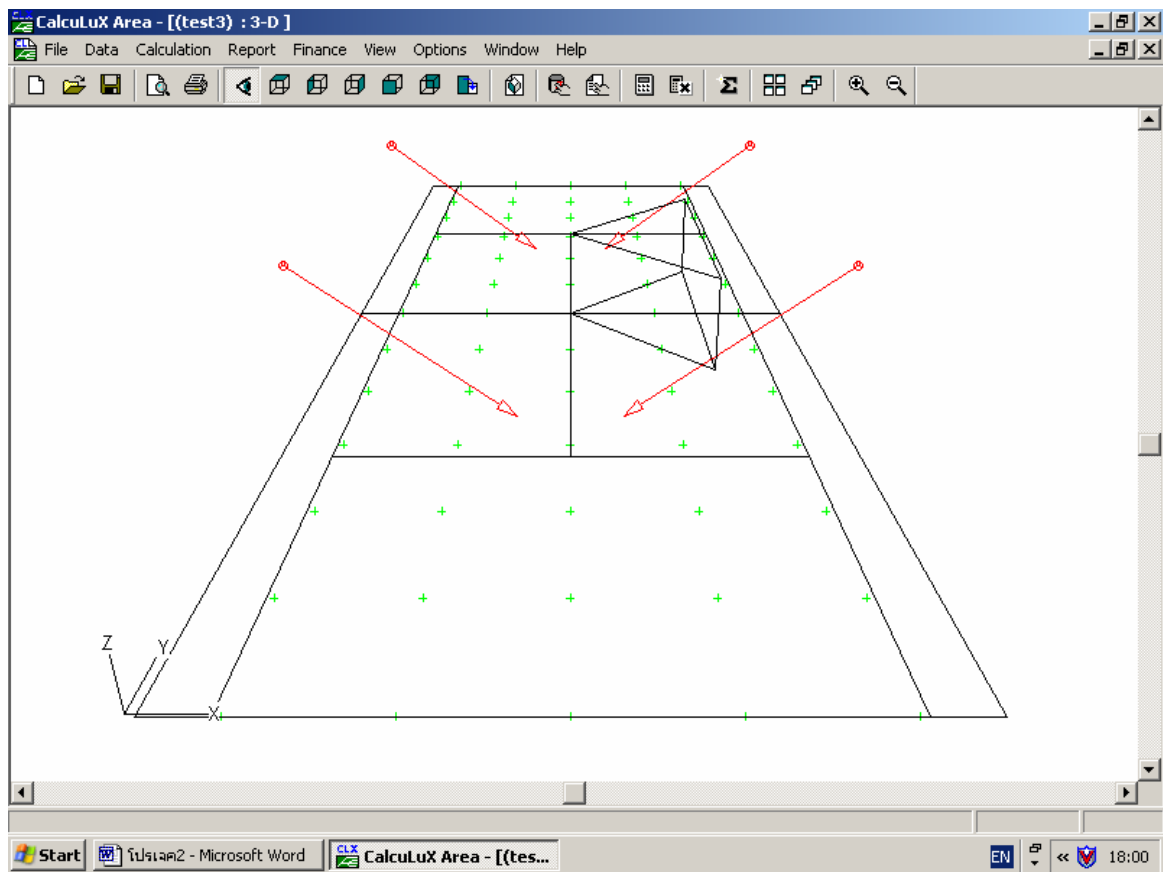 CalcuLuX Area - [(test3) : 3-D ]
File Data Calculation Report Finance View Options Window Help
Z
Y
X
Start
โปรเจค2 - Microsoft Word
CLX
CalcuLuX Area - [(tes...
EN
18:00